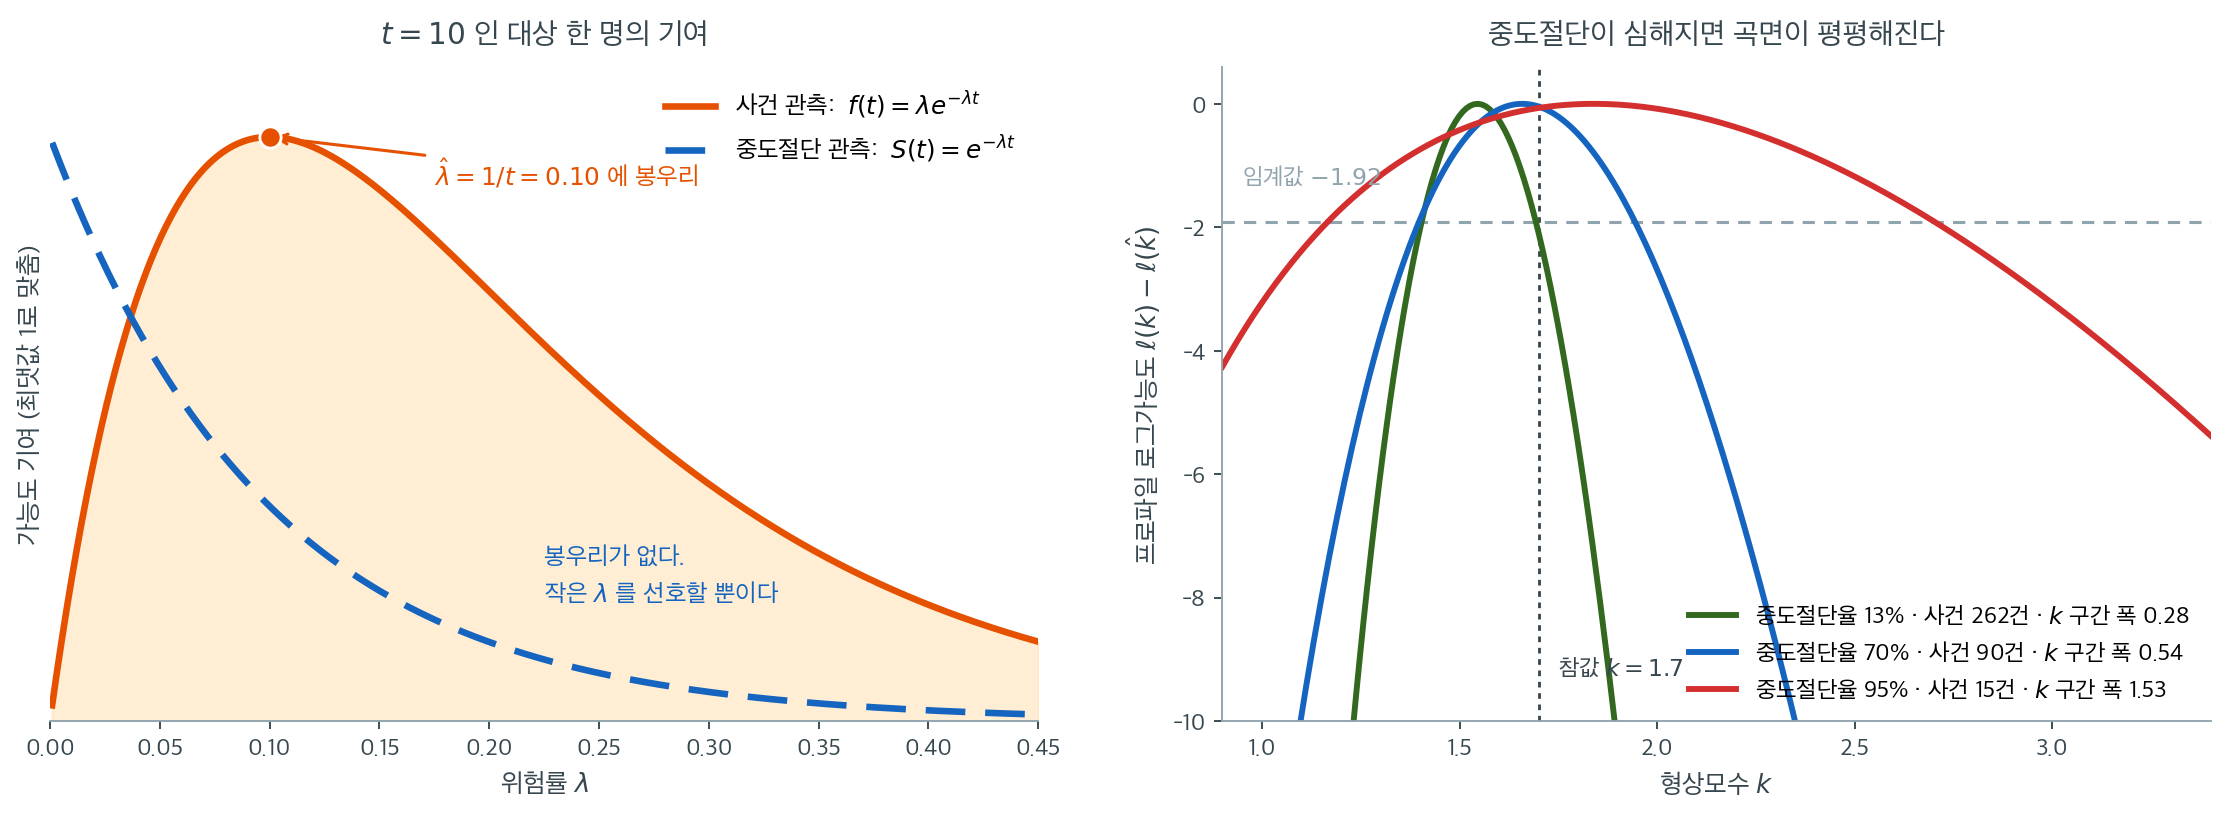 t = 10 인 대상 한 명의 기여
사건 관측: f(t) = λe^{−λt}
중도절단 관측: S(t) = e^{−λt}
λ̂ = 1/t = 0.10 에 봉우리
봉우리가 없다.
작은 λ 를 선호할 뿐이다
가능도 기여 (최댓값 1로 맞춤)
0.00 0.05 0.10 0.15 0.20 0.25 0.30 0.35 0.40 0.45
위험률 λ
중도절단이 심해지면 곡면이 평평해진다
임계값 −1.92
프로파일 로그가능도 ℓ(k) − ℓ(k̂)
0
-2
-4
-6
-8
-10
참값 k = 1.7
중도절단율 13% · 사건 262건 · k 구간 폭 0.28
중도절단율 70% · 사건 90건 · k 구간 폭 0.54
중도절단율 95% · 사건 15건 · k 구간 폭 1.53
1.0 1.5 2.0 2.5 3.0
형상모수 k